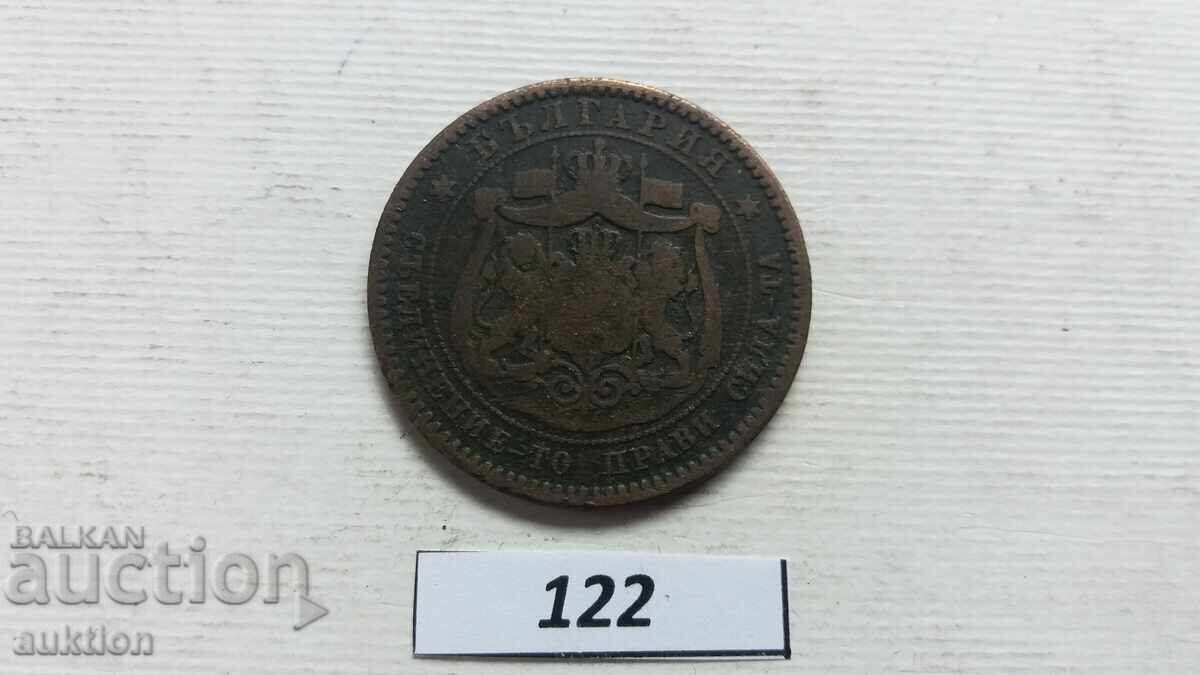 ★ БЪЛГАРИЯ ★
СЪЕДИНЕНИЕ-ТО ПРАВИ СИЛА-ТА
BALKAN
auction
auktion
122